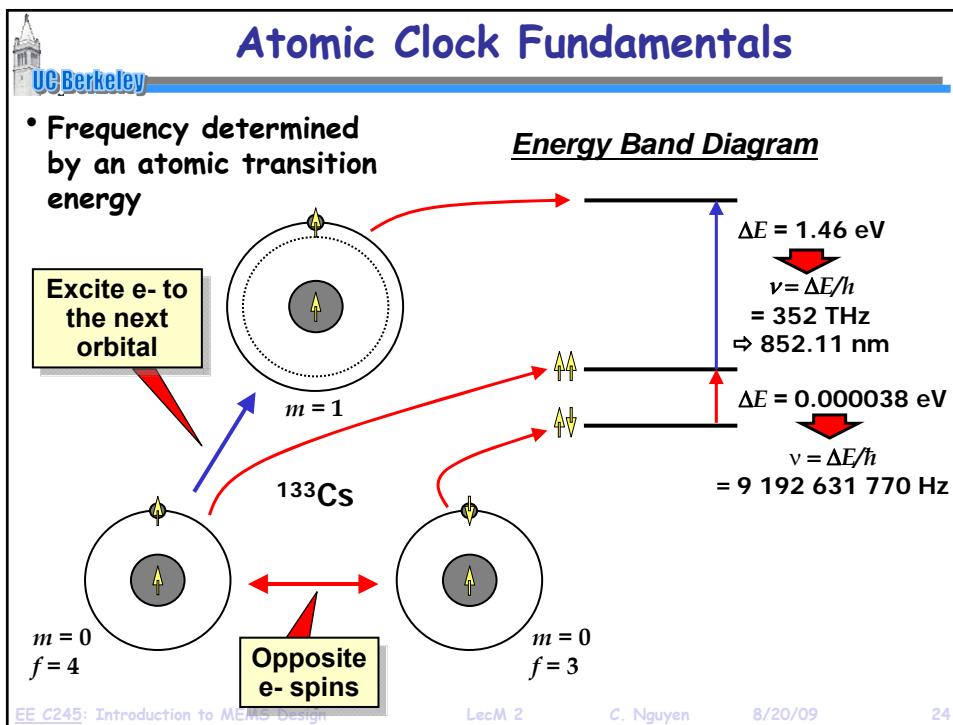 Atomic Clock Fundamentals
UC Berkeley
• Frequency determined
by an atomic transition
energy
Energy Band Diagram
Excite e- to
the next
orbital
m = 1
ΔE = 1.46 eV
ν = ΔE/h
= 352 THz
⇨ 852.11 nm
ΔE = 0.000038 eV
ν = ΔE/ħ
= 9 192 631 770 Hz
¹³³Cs
m = 0
f = 4
Opposite
e- spins
m = 0
f = 3
EE C245: Introduction to MEMS Design LecM 2 C. Nguyen 8/20/09 24